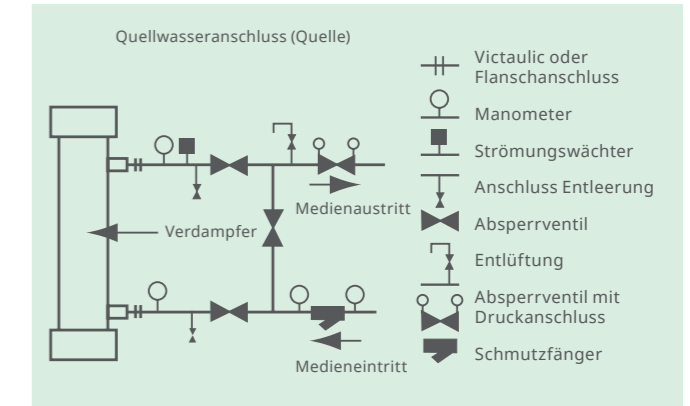 Quellwasseranschluss (Quelle)
Verdampfer
Medienaustritt
Medieneintritt
Victaulic oder
Flanschanschluss
Manometer
Strömungswächter
Anschluss Entleerung
Absperrventil
Entlüftung
Absperrventil mit
Druckanschluss
Schmutzfänger